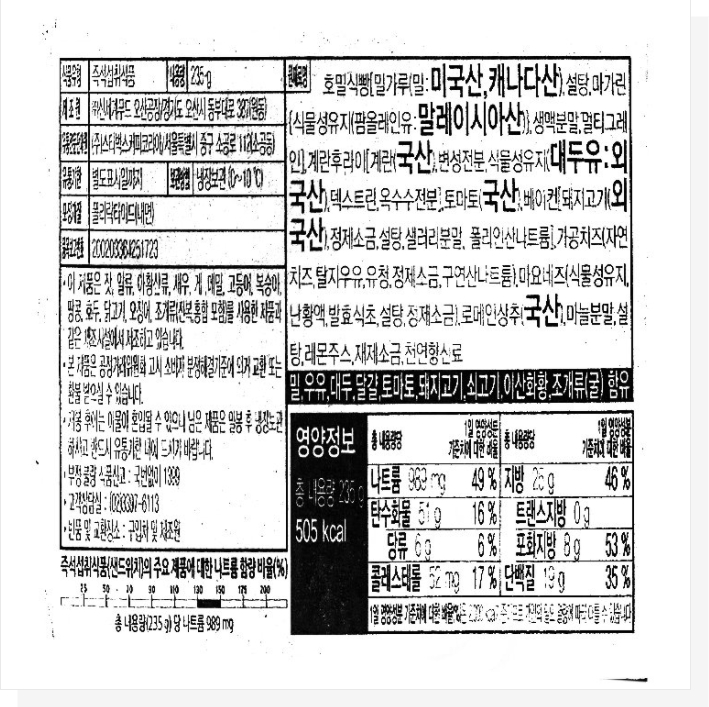 식품유형 즉석섭취식품 내용량 235g
제조원 ㈜신세계푸드 오산공장/경기도 오산시 동부대로 387(원동)
유통전문판매원 (주)스타벅스커피코리아/서울특별시 중구 소공로 112(소공동)
유통기한 별도표시일까지 보관방법 냉장보관 (0~10℃)
포장재질 폴리락타이드(내면)
품목보고번호
· 이 제품은 잣, 알류, 아황산류, 새우, 게, 메밀, 고등어, 복숭아,
땅콩, 호두, 닭고기, 오징어, 조개류(전복,홍합 포함)를 사용한 제품과
같은 제조시설에서 제조하고 있습니다.
· 본 제품은 공정거래위원회 고시 소비자 분쟁해결기준에 의거 교환 또는
환불 받으실 수 있습니다.
· 개봉 후에는 이물이 혼입될 수 있으니 남은 제품은 밀봉 후 냉장보관
하시고 반드시 유통기한 내에 드시기 바랍니다.
· 부정·불량 식품신고 : 국번없이 1399
· 고객상담실 :
· 반품 및 교환장소 : 구입처 및 제조원
즉석섭취식품(샌드위치)의 주요 제품에 대한 나트륨 함량 비율(%)
25 50 70 90 110 130 150 175 200
총 내용량(235 g) 당 나트륨 989 mg
원재료명 호밀식빵[밀가루(밀:미국산,캐나다산),설탕,마가린
{식물성유지(팜올레인유:말레이시아산)},생맥분말,멀티그레
인],계란후라이[계란(국산),변성전분,식물성유지(대두유:외
국산),덱스트린,옥수수전분],토마토(국산),베이컨[돼지고기(외
국산),정제소금,설탕,샐러리분말,폴리인산나트륨],가공치즈(자연
치즈,탈지우유,유청,정제소금,구연산나트륨),마요네즈(식물성유지,
난황액,발효식초,설탕,정제소금),로메인상추(국산),마늘분말,설
탕,레몬주스,재제소금,천연향신료
밀,우유,대두,달걀,토마토,돼지고기,쇠고기,아산화황,조개류(굴) 함유
영양정보
총 내용량 235 g
505 kcal
총 내용량당 1일 영양성분 기준치에 대한 비율 총 내용량당 1일 영양성분 기준치에 대한 비율
나트륨 989 mg 49 % 지방 25 g 46 %
탄수화물 51 g 16 % 트랜스지방 0 g
당류 6 g 6 % 포화지방 8 g 53 %
콜레스테롤 52 mg 17 % 단백질 19 g 35 %
1일 영양성분 기준치에 대한 비율(%)은 2,000 kcal 기준이므로 개인의 필요 열량에 따라 다를 수 있습니다